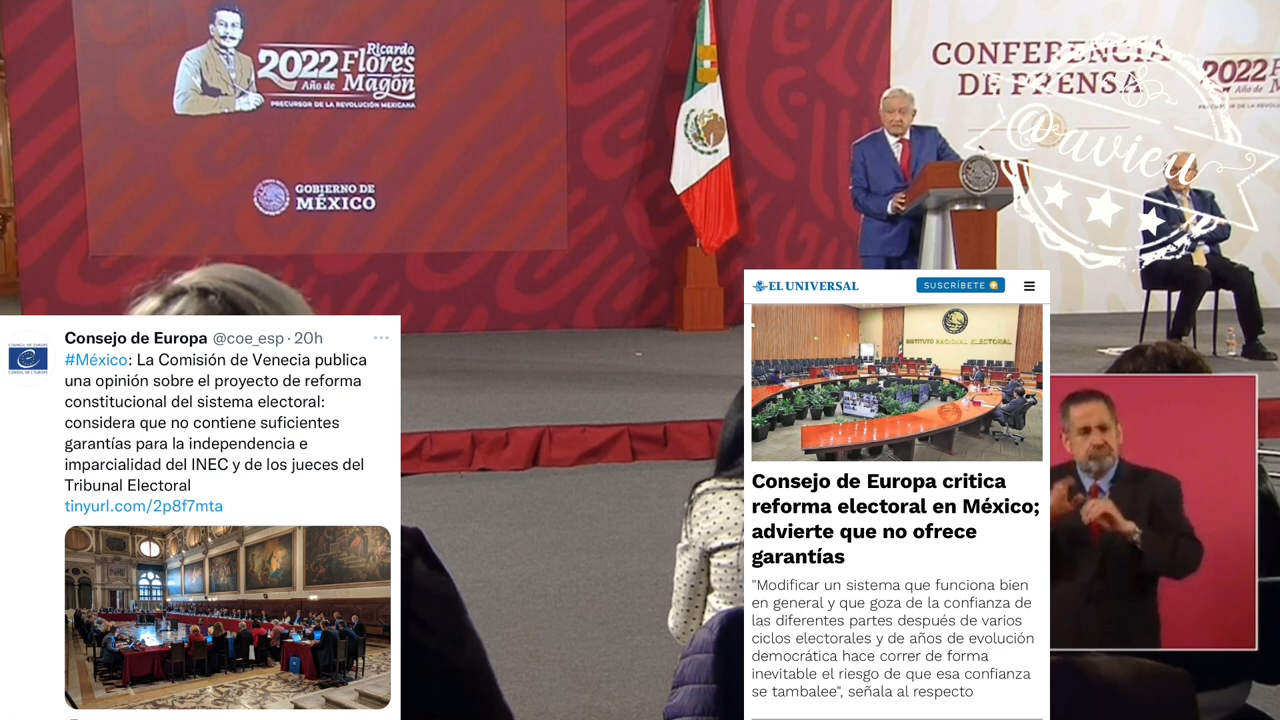 2022
Ricardo
Flores
Año de
Magón
PRECURSOR DE LA REVOLUCIÓN MEXICANA
GOBIERNO DE
MÉXICO
CONFERENCIA
DE PRENSA
2022
Año de
@uvieu
Consejo de Europa @coe_esp · 20h
#México: La Comisión de Venecia publica
una opinión sobre el proyecto de reforma
constitucional del sistema electoral:
considera que no contiene suficientes
garantías para la independencia e
imparcialidad del INEC y de los jueces del
Tribunal Electoral
tinyurl.com/2p8f7mta
EL UNIVERSAL
SUSCRÍBETE
INSTITUTO NACIONAL ELECTORAL
Consejo de Europa critica
reforma electoral en México;
advierte que no ofrece
garantías
"Modificar un sistema que funciona bien
en general y que goza de la confianza de
las diferentes partes después de varios
ciclos electorales y de años de evolución
democrática hace correr de forma
inevitable el riesgo de que esa confianza
se tambalee", señala al respecto